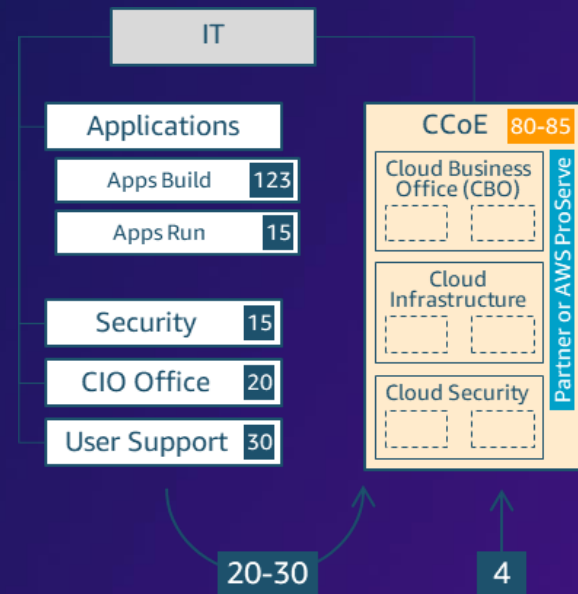 IT
Applications
Apps Build 123
Apps Run 15
Security 15
CIO Office 20
User Support 30
CCoE 80-85
Cloud Business
Office (CBO)
Cloud
Infrastructure
Cloud Security
Partner or AWS ProServe
20-30
4